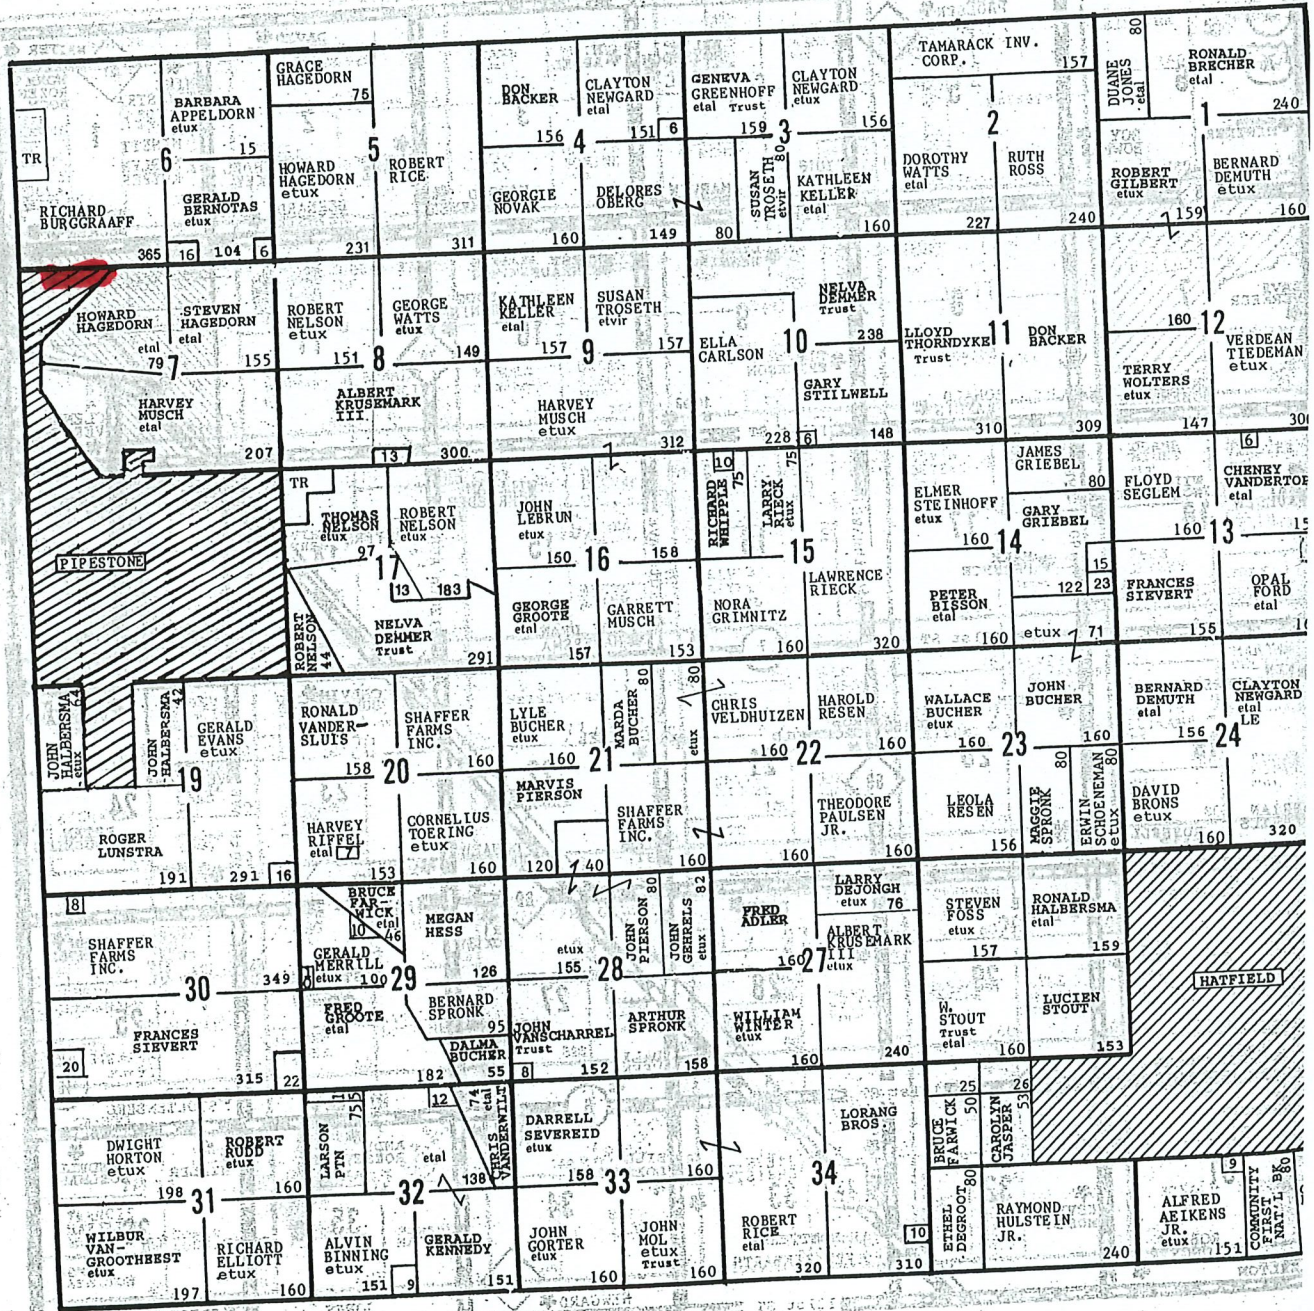 GRACE
HAGEDORN
76
BARBARA
APPELDORN
etux
15
6
TR
RICHARD
BURGGRAAFF
365
GERALD
BERNOTAS
etux
16
104
6
5
HOWARD
HAGEDORN
etux
231
ROBERT
RICE
311
DON
BACKER
156
CLAYTON
NEWGARD
etal
151
6
4
GEORGIE
NOVAK
160
DELORES
OBERG
149
GENEVA
GREENHOFF
etal Trust
159
CLAYTON
NEWGARD
etux
156
3
SUSAN
TROSETH
etvir
80
80
KATHLEEN
KELLER
etal
160
TAMARACK INV.
CORP.
157
2
DOROTHY
WATTS
etal
227
RUTH
ROSS
240
DUANE
JONES
etal
80
RONALD
BRECHER
etal
240
1
ROBERT
GILBERT
etux
159
BERNARD
DEMUTH
etux
160
HOWARD
HAGEDORN
etal
79
STEVEN
HAGEDORN
155
7
HARVEY
MUSCH
etal
207
ROBERT
NELSON
etux
151
GEORGE
WATTS
etux
149
8
ALBERT
KRUSEMARK
III
13
300
KATHLEEN
KELLER
etal
157
SUSAN
TROSETH
etvir
157
9
HARVEY
MUSCH
etux
312
ELLA
CARLSON
228
NELVA
DEMMER
Trust
238
10
GARY
STIILWELL
6
148
LLOYD
THORNDYKE
Trust
310
11
DON
BACKER
309
160
12
TERRY
WOLTERS
etux
147
VERDEAN
TIEDEMAN
etux
PIPESTONE
TR
THOMAS
NELSON
etux
97
ROBERT
NELSON
etux
17
13
183
ROBERT
NELSON
44
NELVA
DEMMER
Trust
291
JOHN
LEBRUN
etux
160
158
16
GEORGE
GROOTE
etal
157
GARRETT
MUSCH
153
10
RICHARD
WHIPPLE
75
LARRY
RIECK
etux
75
15
NORA
GRIMNITZ
160
LAWRENCE
RIECK
320
ELMER
STEINHOFF
etux
160
JAMES
GRIEBEL
80
GARY
GRIEBEL
14
15
122
23
PETER
BISSON
etal
160
etux
71
FLOYD
SEGLEM
160
6
CHENEY
13
FRANCES
SIEVERT
155
OPAL
FORD
etal
JOHN
HALBERSMA
etux
64
JOHN
HALBERSMA
42
GERALD
EVANS
etux
19
ROGER
LUNSTRA
191
291
16
RONALD
VANDER-
SLUIS
158
SHAFFER
FARMS
INC.
160
20
HARVEY
RIFFEL
etal
7
153
CORNELIUS
TOERING
etux
160
LYLE
BUCHER
etux
160
MARDA
BUCHER
80
80
etux
21
MARVIS
PIERSON
120
40
SHAFFER
FARMS
INC.
160
CHRIS
VELDHUIZEN
160
HAROLD
RESEN
160
22
160
THEODORE
PAULSEN
JR.
160
WALLACE
BUCHER
etux
160
JOHN
BUCHER
160
23
LEOLA
RESEN
156
MAGGIE
SPRONK
80
ERWIN
SCHOENEMAN
etux
80
BERNARD
DEMUTH
etal
156
CLAYTON
NEWGARD
etal
LE
24
DAVID
BRONS
etux
160
320
8
SHAFFER
FARMS
INC.
349
30
FRANCES
SIEVERT
20
315
22
BRUCE
FAR-
WICK
etal
10
46
MEGAN
HESS
126
GERALD
MERRILL
etux
100
29
FRED
GROOTE
etal
182
BERNARD
SPRONK
95
DALMA
BUCHER
55
etux
155
JOHN
PIERSON
80
JOHN
GEHRELS
etux
82
28
JOHN
VANSCHARREL
Trust
8
152
ARTHUR
SPRONK
158
FRED
ADLER
160
LARRY
DEJONGH
etux 76
ALBERT
KRUSEMARK
III
etux
27
WILLIAM
WINTER
etux
160
240
STEVEN
FOSS
etux
157
RONALD
HALBERSMA
etal
159
W.
STOUT
Trust
etal
160
LUCIEN
STOUT
153
HATFIELD
DWIGHT
HORTON
etux
198
ROBERT
RUDD
etux
160
31
WILBUR
VAN-
GROOTHBEST
etux
197
RICHARD
ELLIOTT
etux
160
LARSON
PTN
75
5
12
etal
138
74
etal
CHRIS
VANDERWILT
32
ALVIN
BINNING
etux
151
9
GERALD
KENNEDY
151
DARRELL
SEVEREID
etux
158
160
33
JOHN
GORTER
etux
160
JOHN
MOL
etux
Trust
160
LORANG
BROS.
34
ROBERT
RICE
etal
320
10
310
BRUCE
FARWICK
25
50
CAROLYN
JASPER
26
53
ETHEL
DEGROOT
80
RAYMOND
HULSTEIN
JR.
240
ALFRED
AEIKENS
JR.
etux
151
9
COMMUNITY
FIRST
NAT'L BK
80